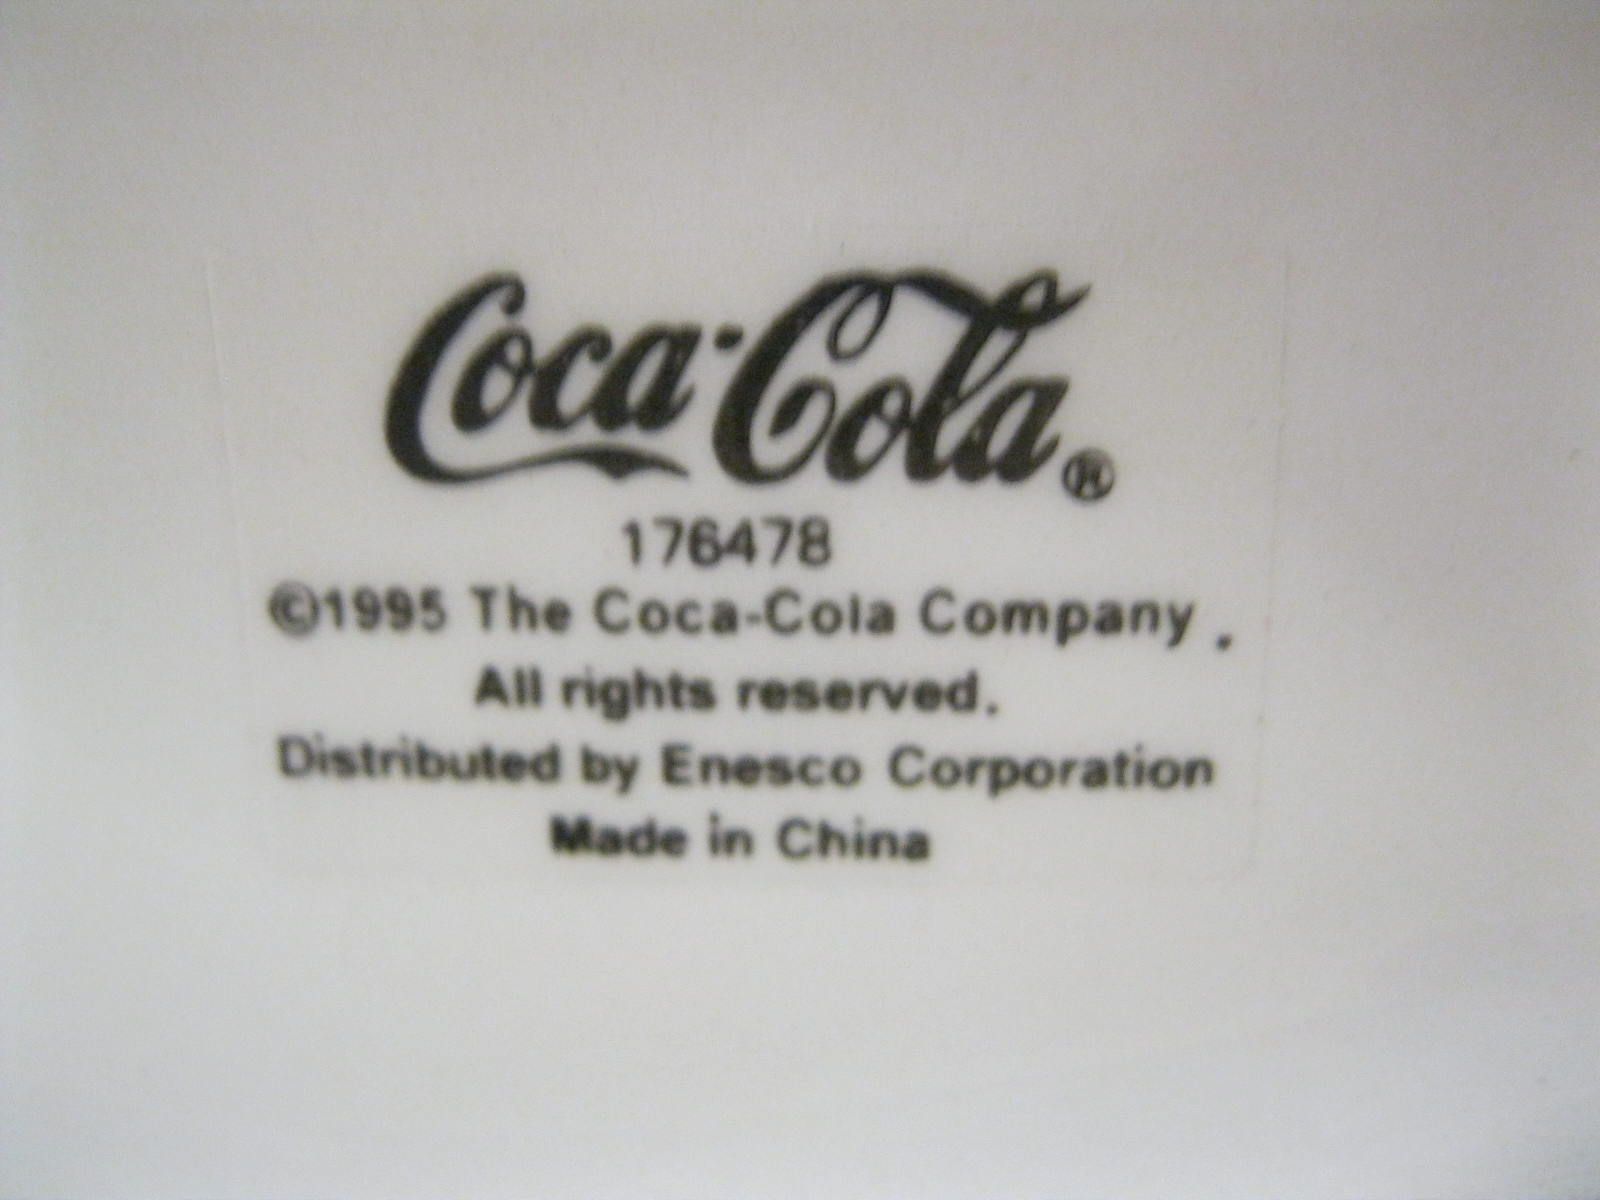 Coca-Cola®
176478
©1995 The Coca-Cola Company .
All rights reserved.
Distributed by Enesco Corporation
Made in China